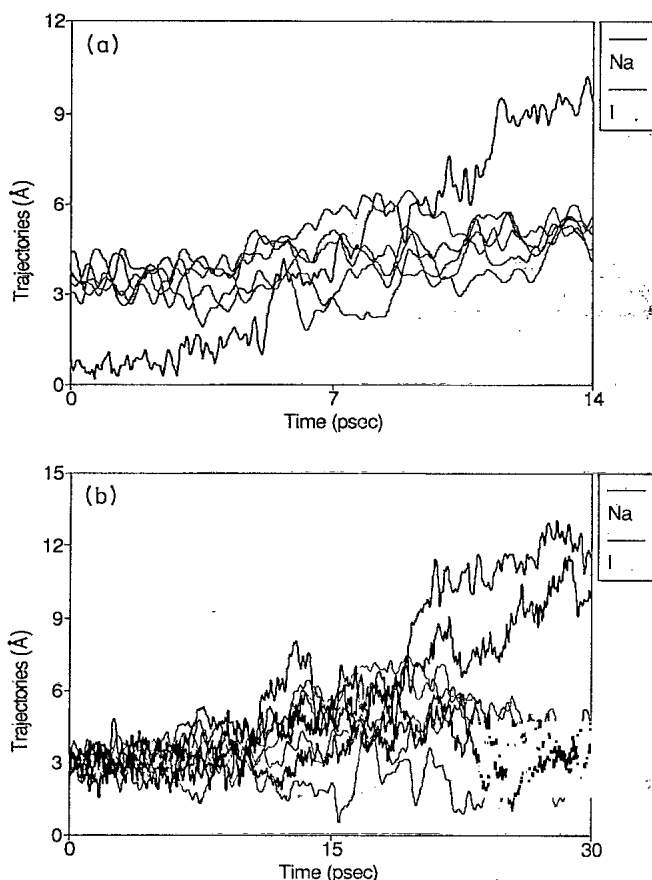 12
(a)
Na
I
9
6
3
0
Trajectories (Å)
0
7
14
Time (psec)
15
(b)
Na
I
12
9
6
3
0
Trajectories (Å)
0
15
30
Time (psec)